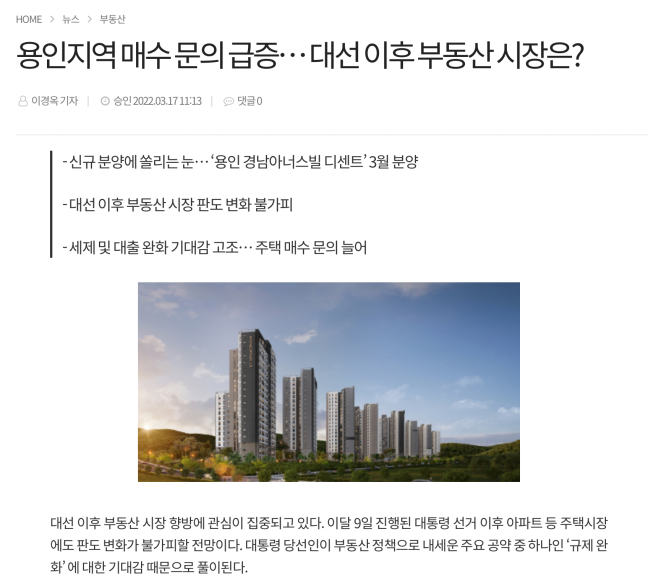 HOME > 뉴스 > 부동산
용인지역 매수 문의 급증… 대선 이후 부동산 시장은?
이경옥 기자 | 승인 2022.03.17 11:13 | 댓글 0
- 신규 분양에 쏠리는 눈… ‘용인 경남아너스빌 디센트’ 3월 분양
- 대선 이후 부동산 시장 판도 변화 불가피
- 세제 및 대출 완화 기대감 고조… 주택 매수 문의 늘어
대선 이후 부동산 시장 향방에 관심이 집중되고 있다. 이달 9일 진행된 대통령 선거 이후 아파트 등 주택시장
에도 판도 변화가 불가피할 전망이다. 대통령 당선인이 부동산 정책으로 내세운 주요 공약 중 하나인 ‘규제 완
화’에 대한 기대감 때문으로 풀이된다.